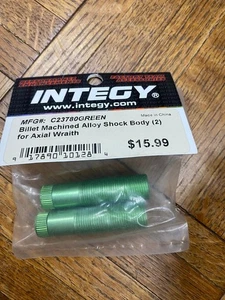 INTEGY
www.integy.com
MFG#: C23780GREEN
Made in China
Billet Machined Alloy Shock Body (2)
for Axial Wraith
$15.99